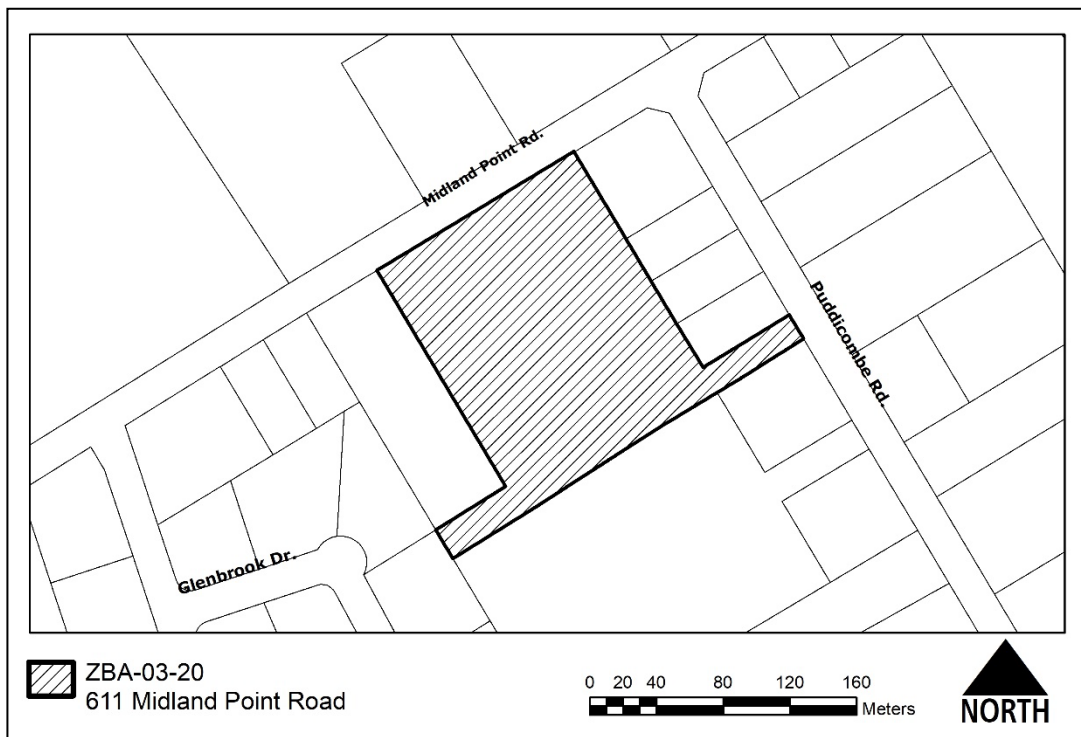 Midland Point Rd.
Puddicombe Rd.
Glenbrook Dr.
ZBA-03-20
611 Midland Point Road
0 20 40 80 120 160
Meters
NORTH